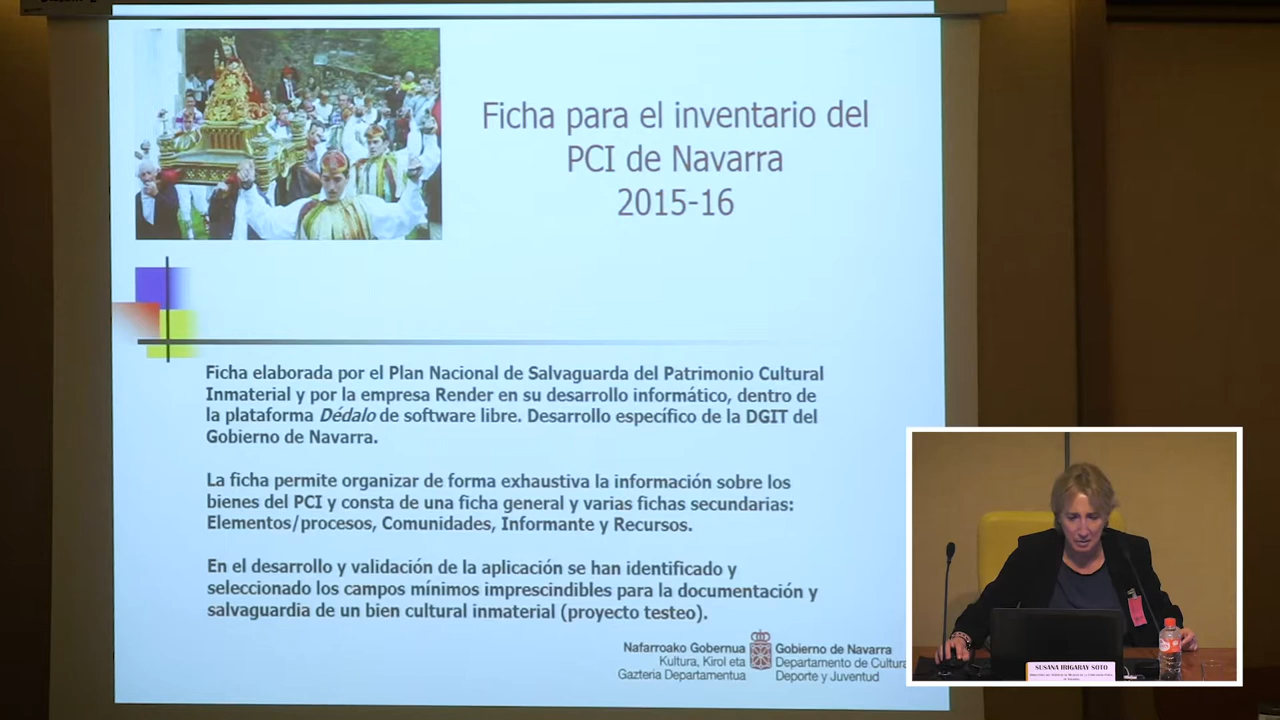 Ficha para el inventario del
PCI de Navarra
2015-16
Ficha elaborada por el Plan Nacional de Salvaguarda del Patrimonio Cultural
Inmaterial y por la empresa Render en su desarrollo informático, dentro de
la plataforma Dédalo de software libre. Desarrollo específico de la DGIT del
Gobierno de Navarra.
La ficha permite organizar de forma exhaustiva la información sobre los
bienes del PCI y consta de una ficha general y varias fichas secundarias:
Elementos/procesos, Comunidades, Informante y Recursos.
En el desarrollo y validación de la aplicación se han identificado y
seleccionado los campos mínimos imprescindibles para la documentación y
salvaguardia de un bien cultural inmaterial (proyecto testeo).
Nafarroako Gobernua
Kultura, Kirol eta
Gazteria Departamentua
Gobierno de Navarra
Departamento de Cultura
Deporte y Juventud
SUSANA IRIGARAY SOTO